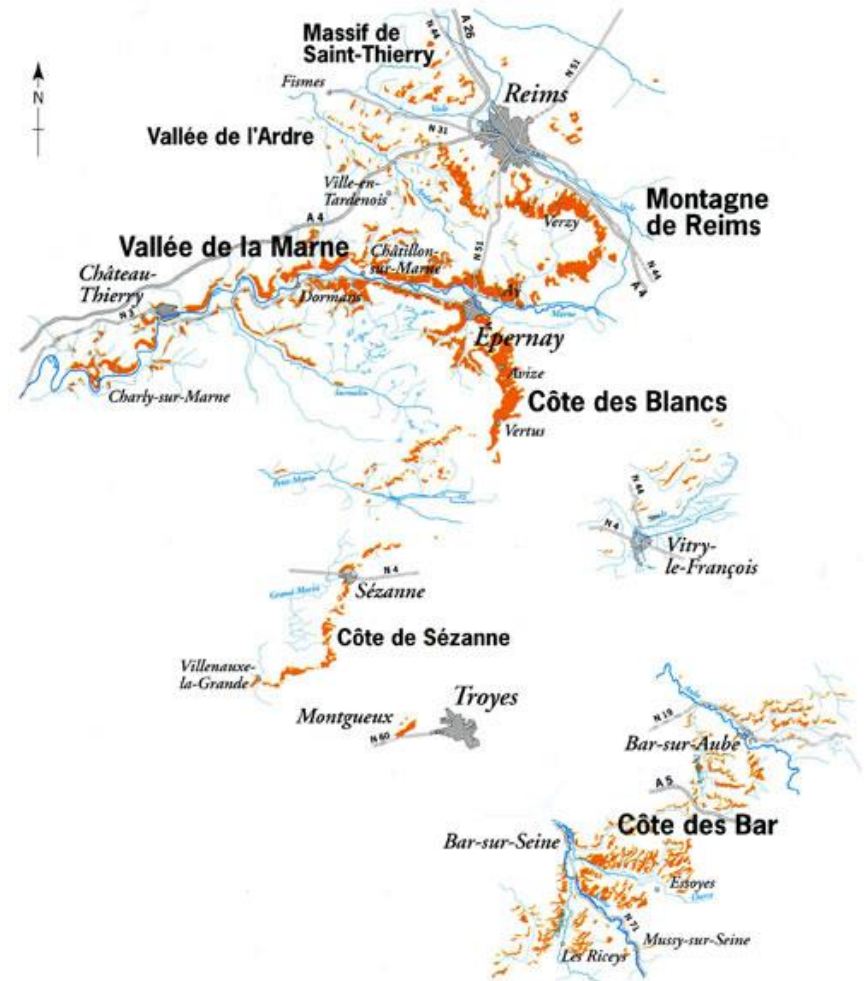 Massif de
Saint-Thierry
N 44
A 26
N 51
Fismes
Reims
Vesle
N 31
Vallée de l'Ardre
Ville-en-
Tardenois
Montagne
de Reims
Verzy
Vesle
A 4
N 51
N 44
A 4
Vallée de la Marne
Châtillon-
sur-Marne
Château-
Thierry
Dormans
Ay
Marne
N 3
Épernay
Avize
Charly-sur-Marne
Surmelin
Côte des Blancs
Vertus
Petit Morin
N 44
N 4
Vitry-
le-François
N 4
Grand Morin
Sézanne
Côte de Sézanne
Villenauxe-
la-Grande
Troyes
Montgueux
N 60
Aube
N 19
Bar-sur-Aube
A 5
Côte des Bar
Bar-sur-Seine
Essoyes
Ource
N 71
Mussy-sur-Seine
Les Riceys
N